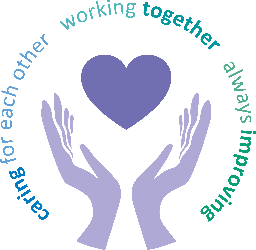 caring for each other
working together
always improving